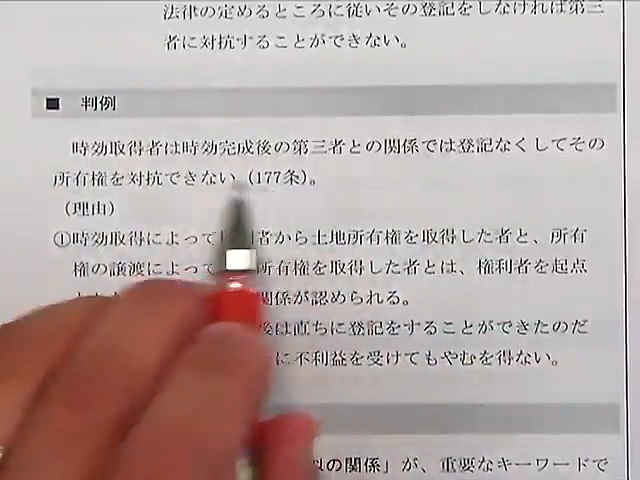 法律の定めるところに従いその登記をしなければ第三
者に対抗することができない。
■ 判例
時効取得者は時効完成後の第三者との関係では登記なくしてその
所有権を対抗できない（177条）。
（理由）
①時効取得によって 者から土地所有権を取得した者と、所有
権の譲渡によって 所有権を取得した者とは、権利者を起点
関係が認められる。
後は直ちに登記をすることができたのだ
に不利益を受けてもやむを得ない。
の関係」が、重要なキーワードで